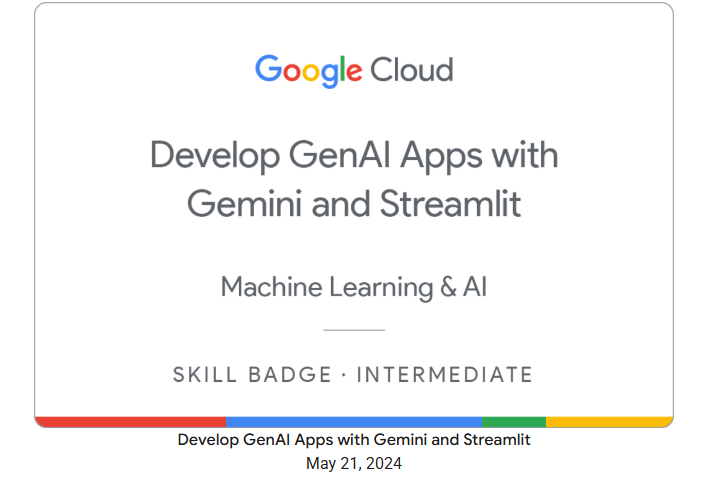 Google Cloud
Develop GenAI Apps with
Gemini and Streamlit
Machine Learning & AI
SKILL BADGE · INTERMEDIATE
Develop GenAI Apps with Gemini and Streamlit
May 21, 2024